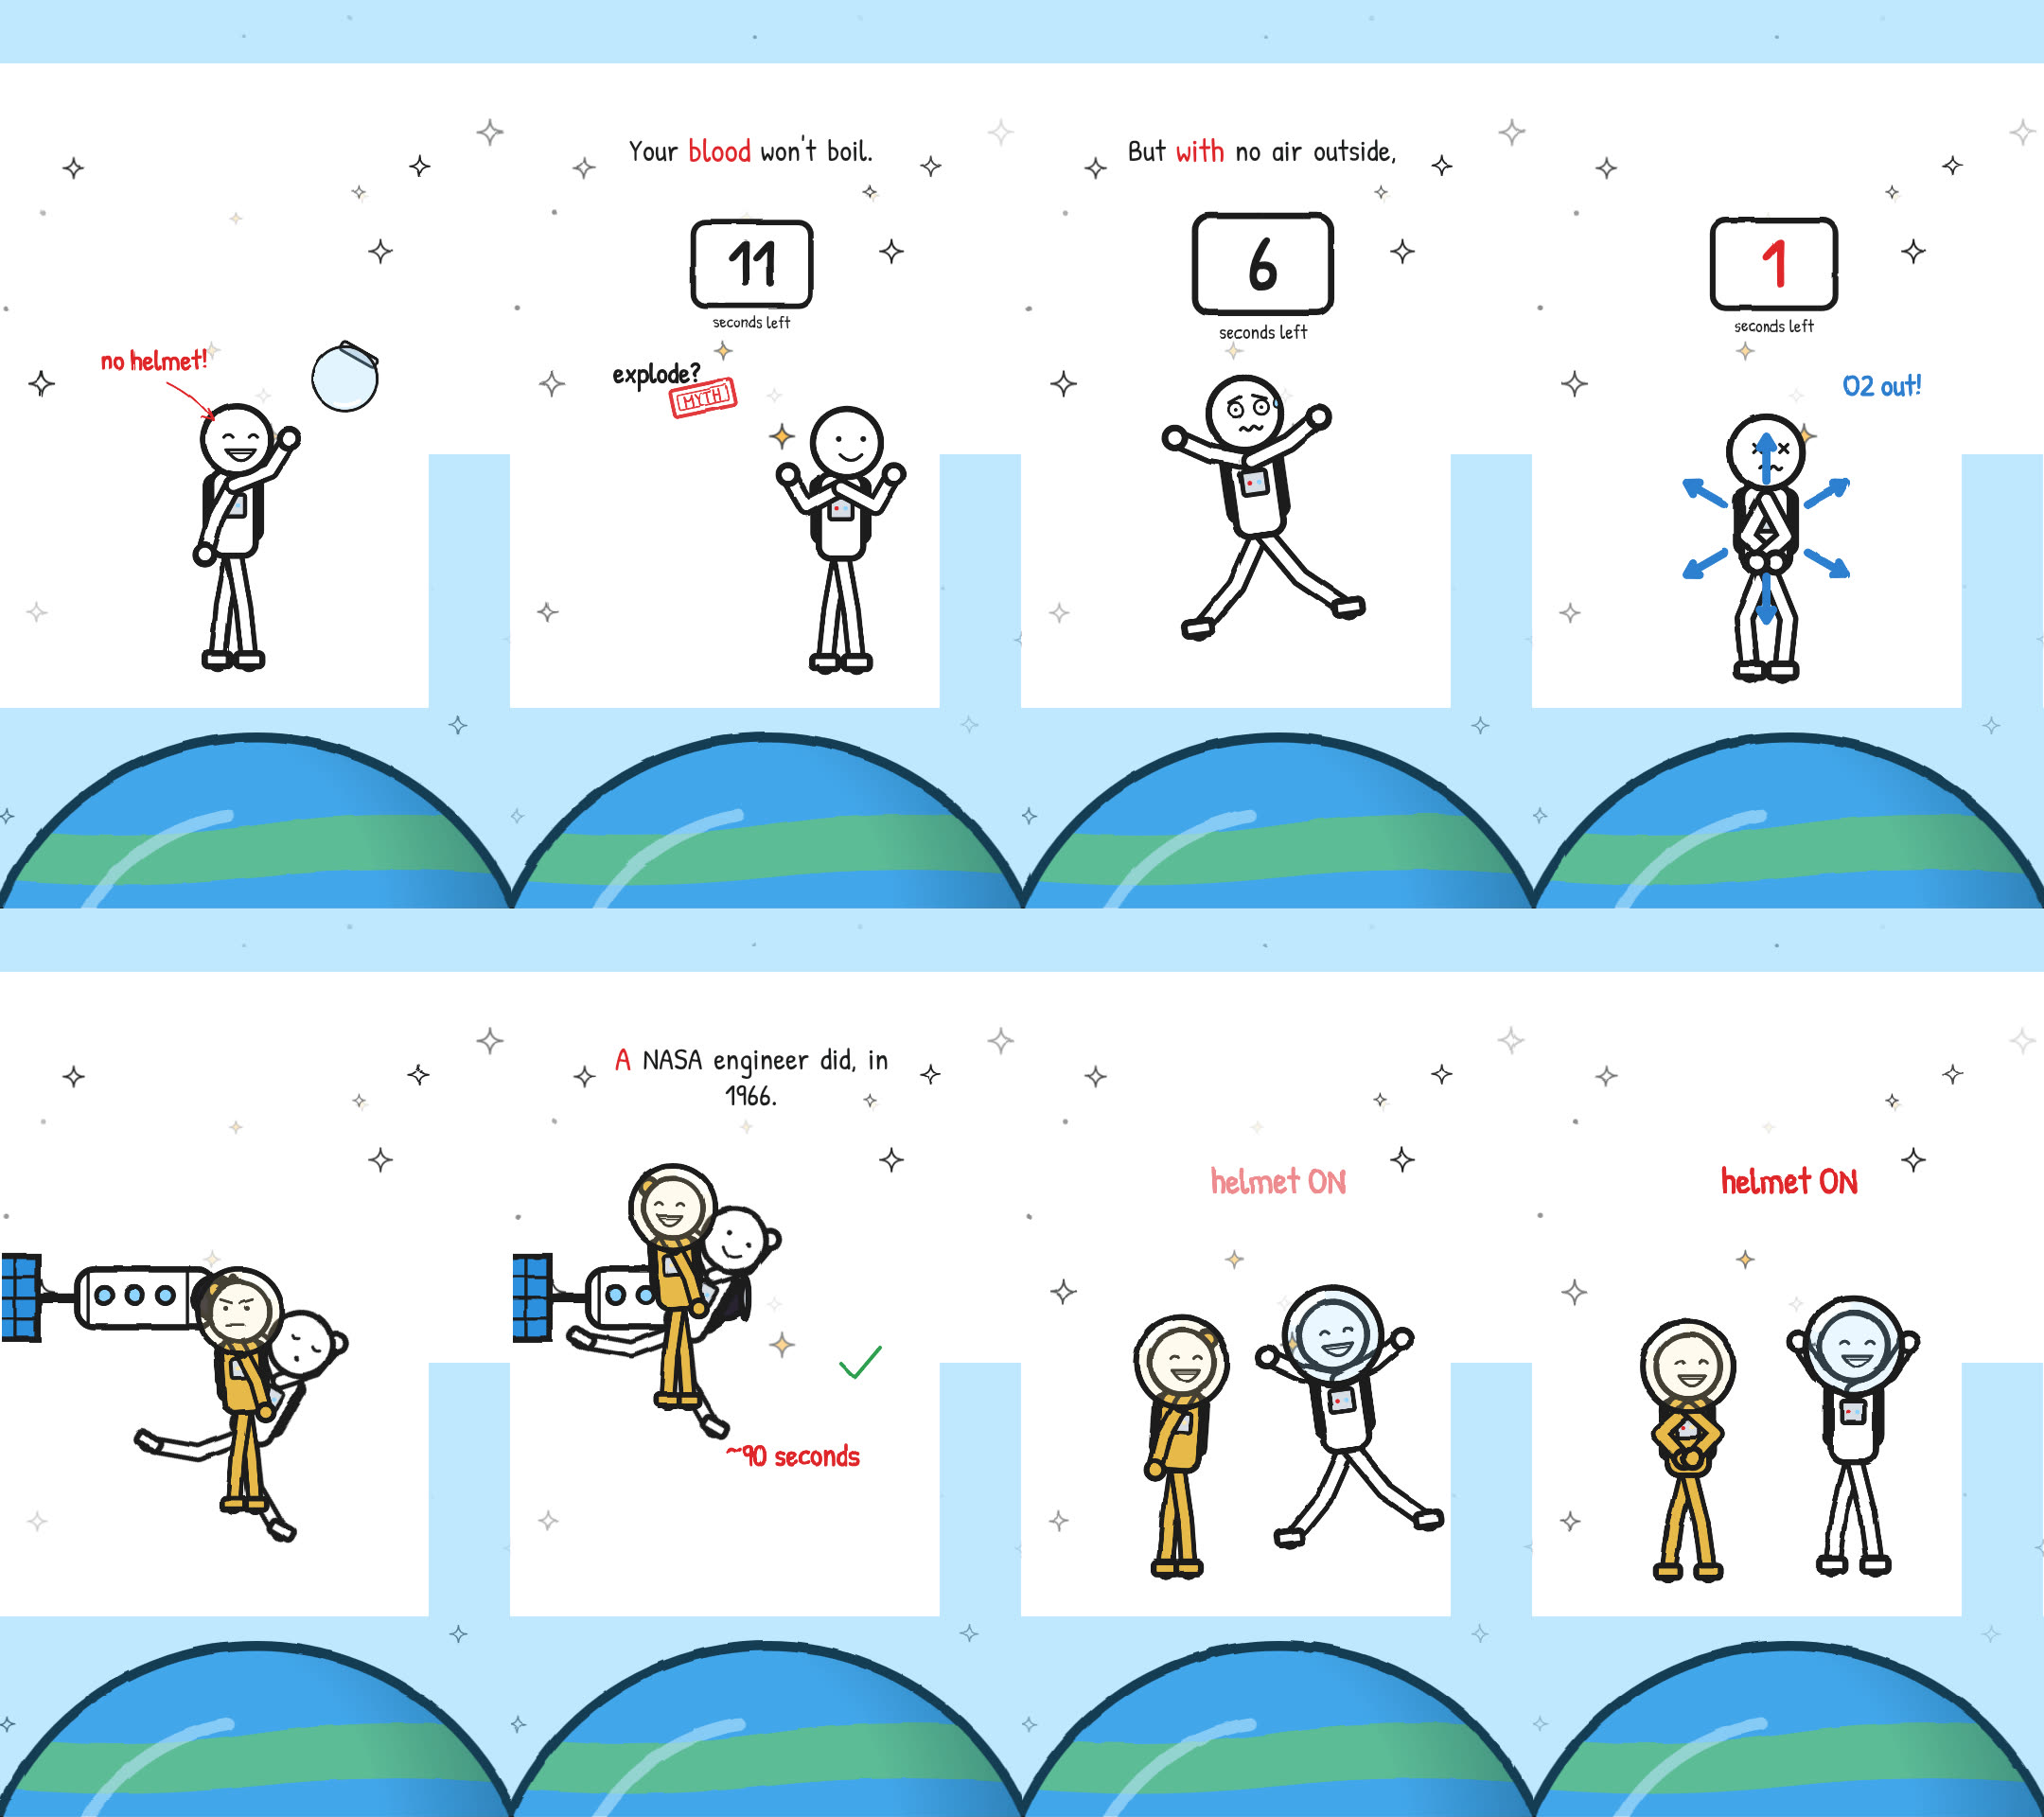 no helmet!
Your blood won't boil.
11
seconds left
explode?
MYTH
But with no air outside,
6
seconds left
1
seconds left
O2 out!
A NASA engineer did, in
1966.
~90 seconds
helmet ON
helmet ON